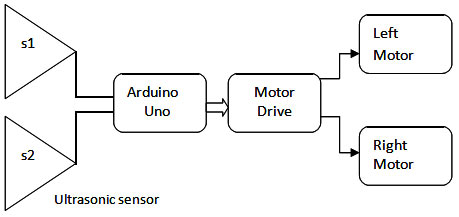 s1
s2
Ultrasonic sensor
Arduino
Uno
Motor
Drive
Left
Motor
Right
Motor